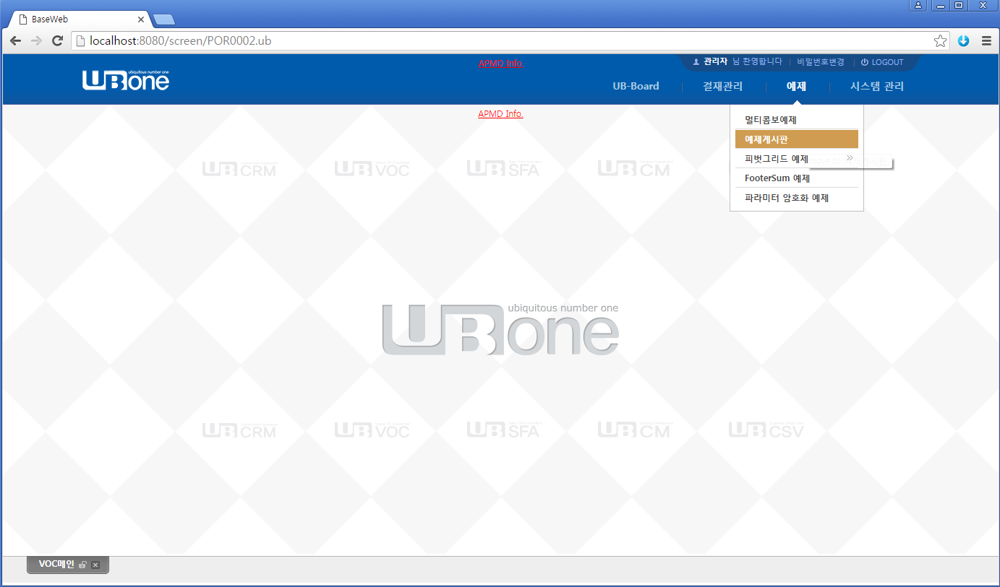 BaseWeb
localhost:8080/screen/POR0002.ub
APMD Info.
관리자 님 환영합니다
비밀번호변경
LOGOUT
UBone
ubiquitous number one
UB-Board
결재관리
예제
시스템 관리
APMD Info.
멀티콤보예제
예제게시판
피벗그리드 예제 »
FooterSum 예제
파라미터 암호화 예제
UB CRM
UB VOC
UB SFA
UB CM
ubiquitous number one
UBone
UB CRM
UB VOC
UB SFA
UB CM
UB CSV
VOC메인